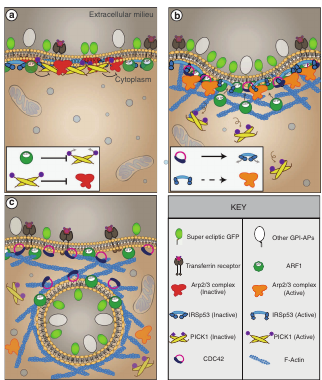 a
Extracellular milieu
Cytoplasm
b
c
KEY
Super ecliptic GFP
Other GPI-APs
Transferrin receptor
ARF1
Arp2/3 complex
(Inactive)
Arp2/3 complex
(Active)
IRSp53 (Inactive)
IRSp53 (Active)
PICK1 (Inactive)
PICK1 (Active)
CDC42
F-Actin